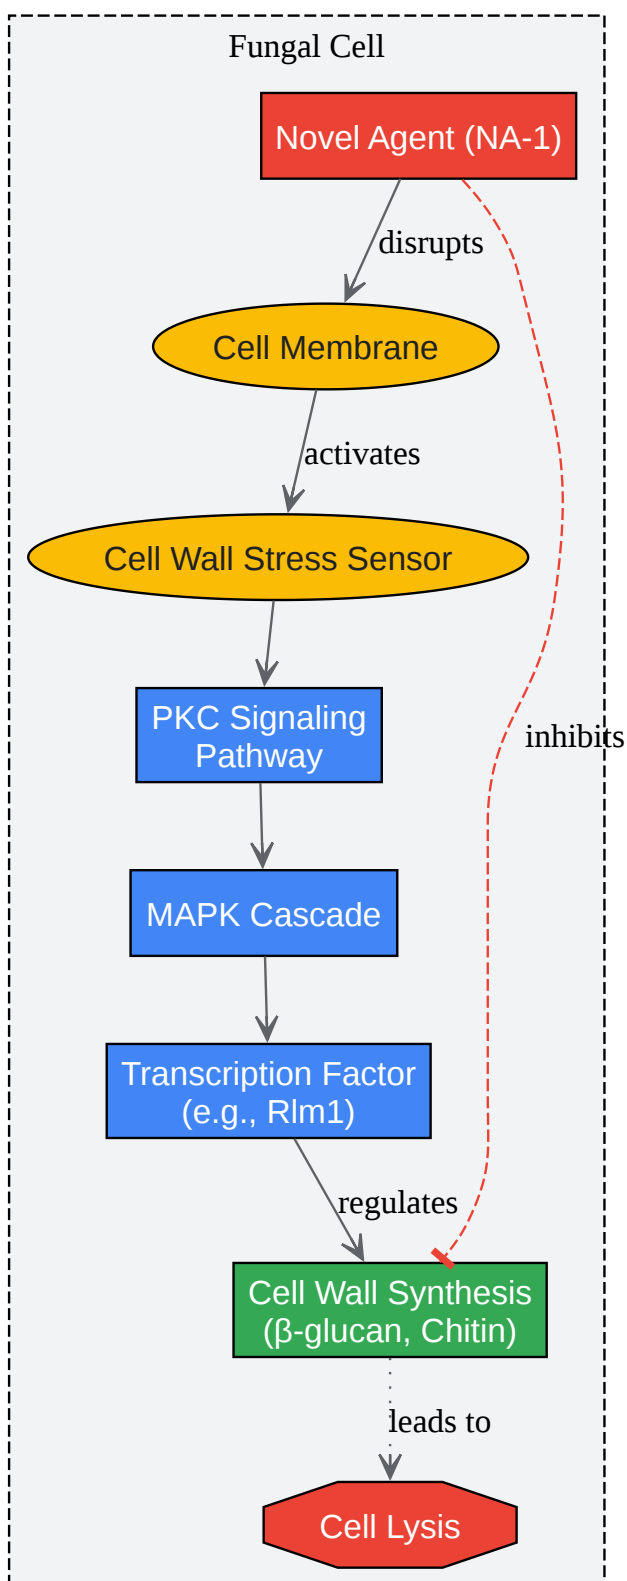 Fungal Cell
Novel Agent (NA-1)
disrupts
Cell Membrane
activates
Cell Wall Stress Sensor
PKC Signaling
Pathway
inhibits
MAPK Cascade
Transcription Factor
(e.g., Rlm1)
regulates
Cell Wall Synthesis
(β-glucan, Chitin)
leads to
Cell Lysis